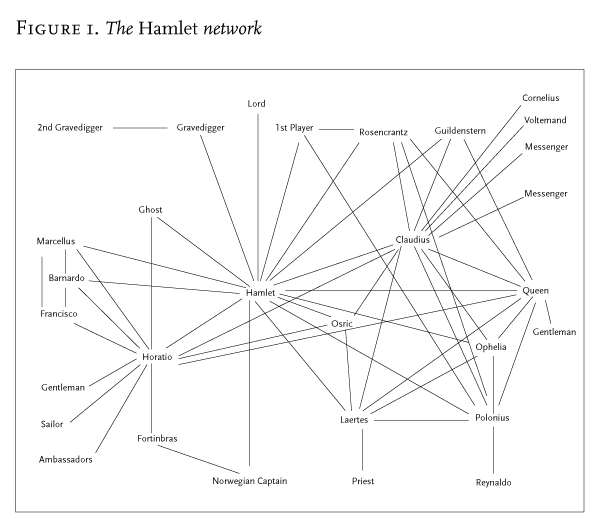 FIGURE 1. The Hamlet network
Cornelius
Lord
Voltemand
2nd Gravedigger
Gravedigger
1st Player
Rosencrantz
Guildenstern
Messenger
Messenger
Ghost
Marcellus
Claudius
Barnardo
Hamlet
Queen
Francisco
Osric
Gentleman
Ophelia
Horatio
Gentleman
Laertes
Polonius
Sailor
Fortinbras
Ambassadors
Norwegian Captain
Priest
Reynaldo